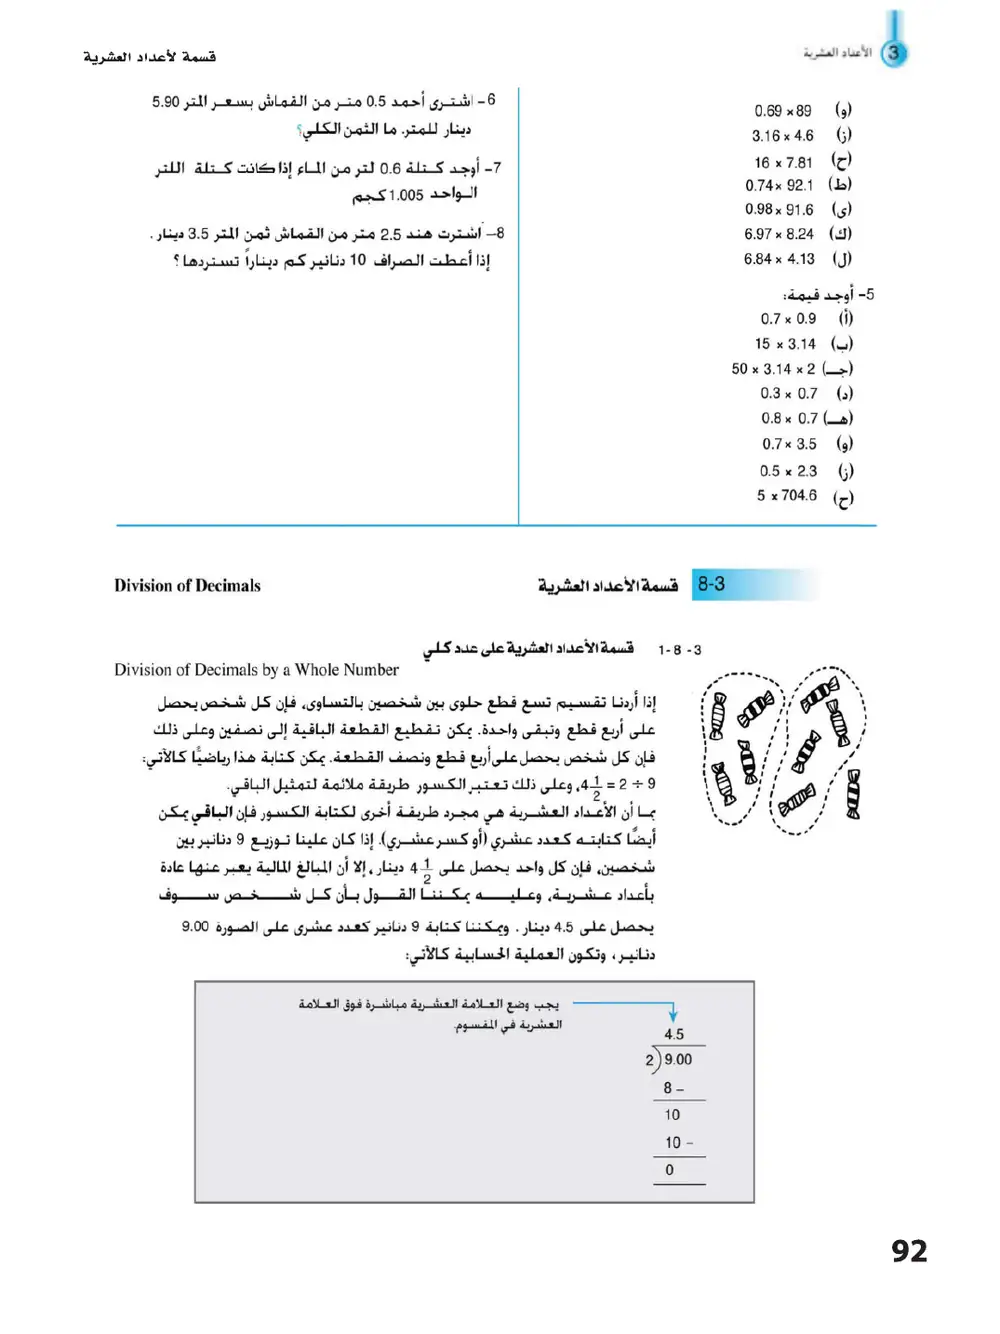 3 الأعداد العشرية
قسمة لأعداد العشرية
(و) 0.69 × 89
(ز) 3.16 × 4.6
(ح) 16 × 7.81
(ط) 0.74 × 92.1
(ى) 0.98 × 91.6
(ك) 6.97 × 8.24
(ل) 6.84 × 4.13
5- أوجد قيمة:
(أ) 0.7 × 0.9
(ب) 15 × 3.14
(جـ) 50 × 3.14 × 2
(د) 0.3 × 0.7
(هـ) 0.8 × 0.7
(و) 0.7 × 3.5
(ز) 0.5 × 2.3
(ح) 5 × 704.6
6- اشترى أحمد 0.5 متر من القماش بسعر المتر 5.90
دينار للمتر. ما الثمن الكلي؟
7- أوجد كتلة 0.6 لتر من الماء إذا كانت كتلة اللتر
الواحد 1.005 كجم
8- اشترت هند 2.5 متر من القماش ثمن المتر 3.5 دينار .
إذا أعطت الصراف 10 دنانير كم ديناراً تستردها ؟
8-3 قسمة الأعداد العشرية
Division of Decimals
1- 8 -3 قسمة الأعداد العشرية على عدد كلي
Division of Decimals by a Whole Number
إذا أردنا تقسيم تسع قطع حلوى بين شخصين بالتساوى، فإن كل شخص يحصل
على أربع قطع وتبقى واحدة. يمكن تقطيع القطعة الباقية إلى نصفين وعلى ذلك
فإن كل شخص يحصل على أربع قطع ونصف القطعة. يمكن كتابة هذا رياضيًا كالآتي:
9 ÷ 2 = 4 1/2، وعلى ذلك تعتبر الكسور طريقة ملائمة لتمثيل الباقي.
بما أن الأعداد العشرية هي مجرد طريقة أخرى لكتابة الكسور فإن الباقي يمكن
أيضًا كتابته كعدد عشري (أو كسر عشري). إذا كان علينا توزيع 9 دنانير بين
شخصين، فإن كل واحد يحصل على 4 1/2 دينار، إلا أن المبالغ المالية يعبر عنها عادة
بأعداد عشرية، وعليه يمكننا القول بأن كل شخص سوف
يحصل على 4.5 دينار . ويمكننا كتابة 9 دنانير كعدد عشرى على الصورة 9.00
دنانير ، وتكون العملية الحسابية كالآتي:
يجب وضع العلامة العشرية مباشرة فوق العلامة
العشرية في المقسوم.
4.5
2)9.00
8 –
10
10 –
0
92